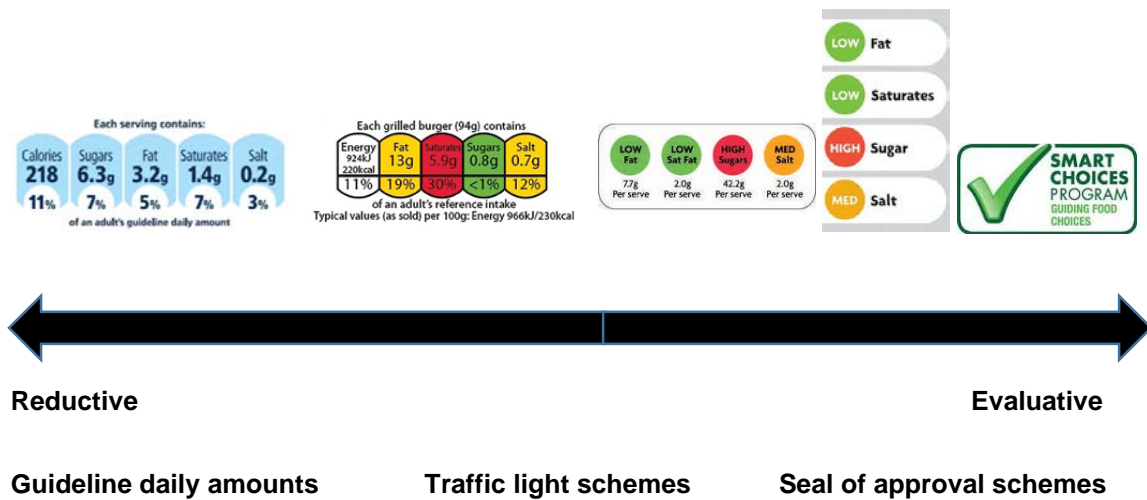 Each serving contains:
Calories Sugars Fat Saturates Salt
218 6.3g 3.2g 1.4g 0.2g
11% 7% 5% 7% 3%
of an adult's guideline daily amount
Each grilled burger (94g) contains
Energy Fat Saturates Sugars Salt
924kJ
220kcal 13g 5.9g 0.8g 0.7g
11% 19% 30% <1% 12%
of an adult's reference intake
Typical values (as sold) per 100g: Energy 966kJ/230kcal
LOW LOW HIGH MED
Fat Sat Fat Sugars Salt
7.7g 2.0g 42.2g 2.0g
Per serve Per serve Per serve Per serve
LOW Fat
LOW Saturates
HIGH Sugar
MED Salt
SMART
CHOICES
PROGRAM
GUIDING FOOD
CHOICES
Reductive Evaluative
Guideline daily amounts Traffic light schemes Seal of approval schemes